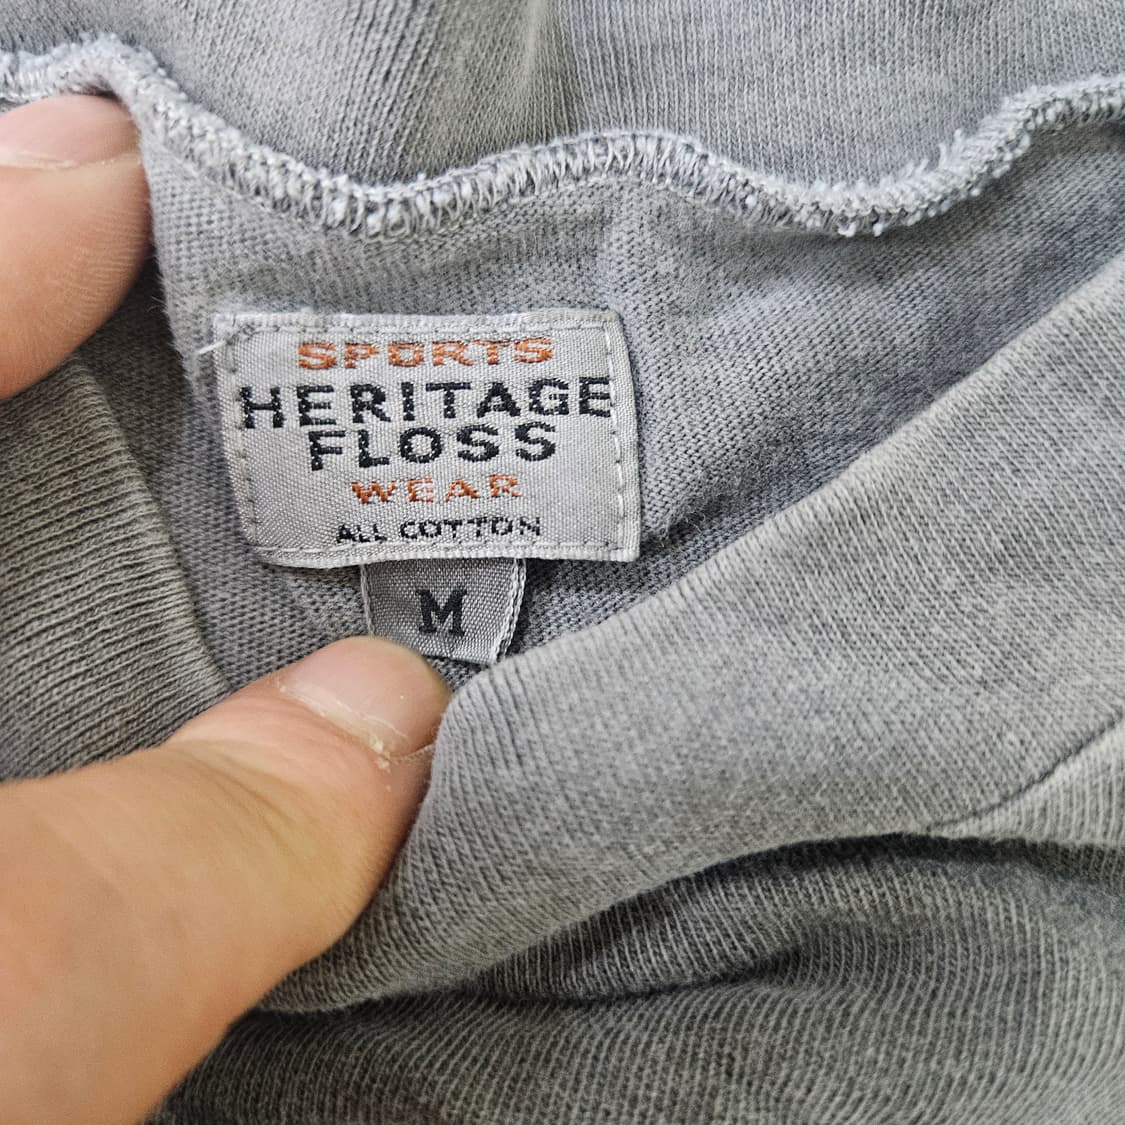 SPORTS
HERITAGE
FLOSS
WEAR
ALL COTTON
M